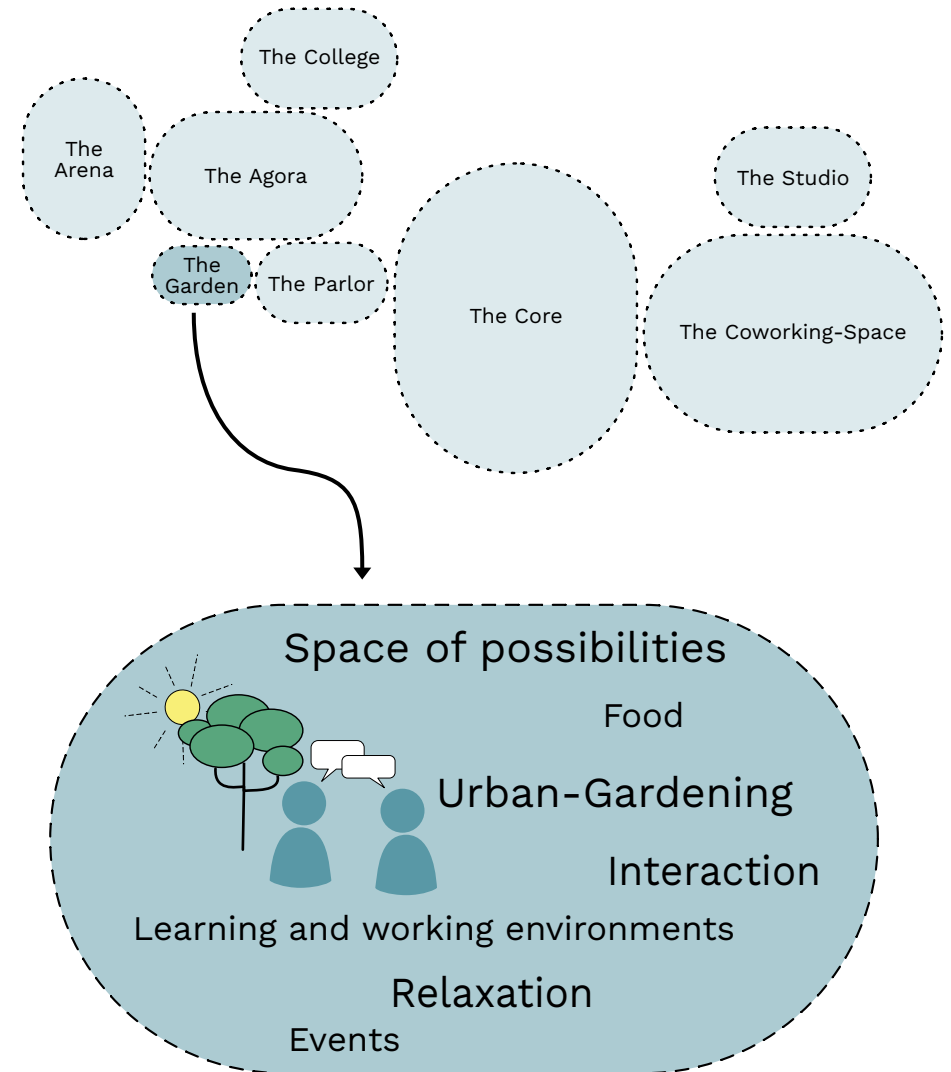 The College
The
Arena
The Agora
The Studio
The
Garden
The Parlor
The Core
The Coworking-Space
Space of possibilities
Food
Urban-Gardening
Interaction
Learning and working environments
Relaxation
Events